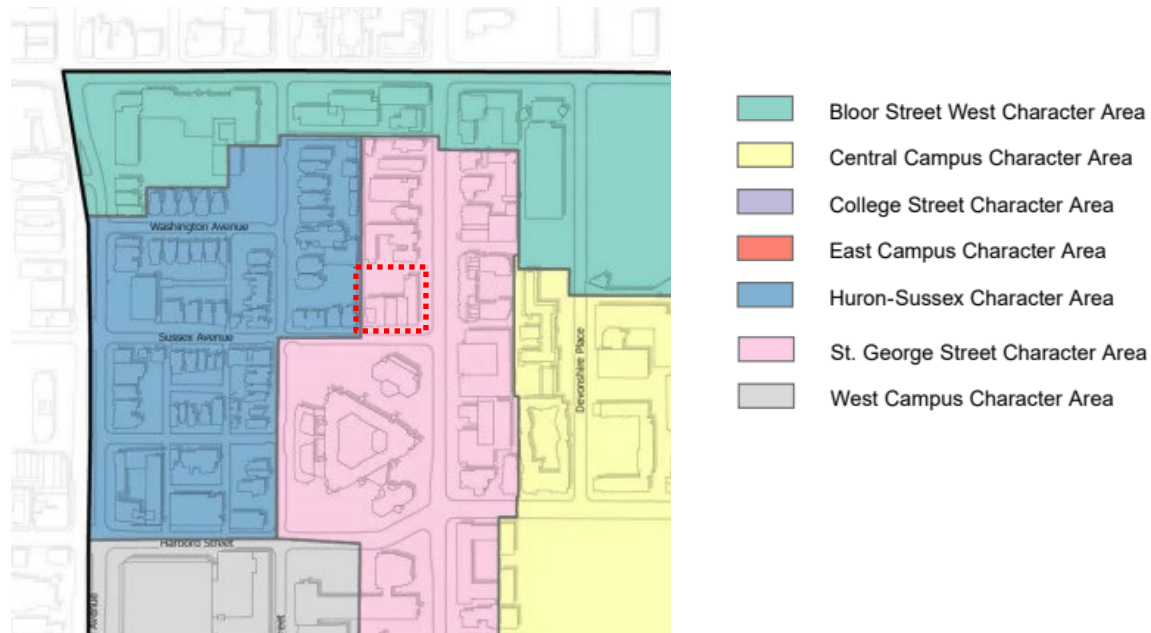 Washington Avenue
Sussex Avenue
Devonshire Place
Harbord Street
Avenue
reet
Bloor Street West Character Area
Central Campus Character Area
College Street Character Area
East Campus Character Area
Huron-Sussex Character Area
St. George Street Character Area
West Campus Character Area